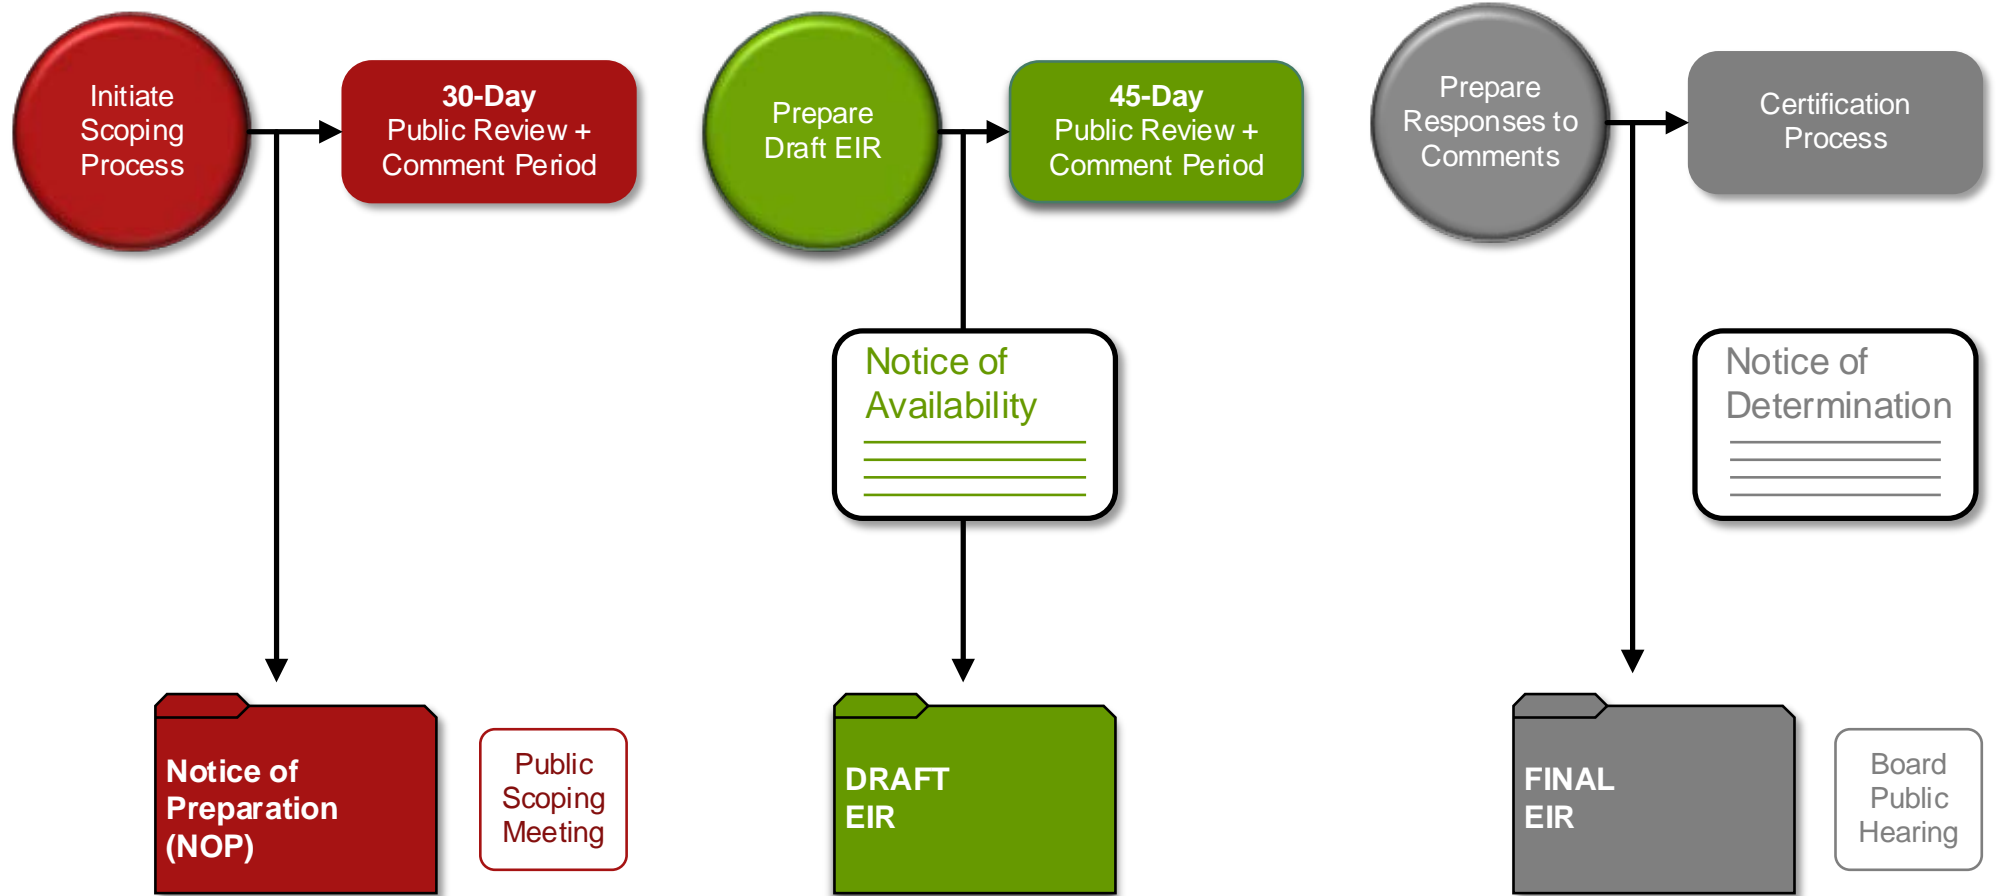 Initiate
Scoping
Process
30-Day
Public Review +
Comment Period
Prepare
Draft EIR
45-Day
Public Review +
Comment Period
Prepare
Responses to
Comments
Certification
Process
Notice of
Availability
Notice of
Determination
Notice of
Preparation
(NOP)
Public
Scoping
Meeting
DRAFT
EIR
FINAL
EIR
Board
Public
Hearing